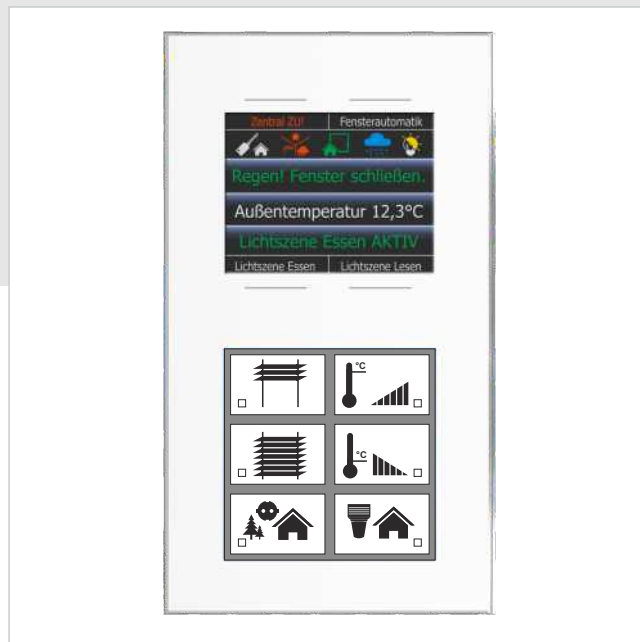 Zentral ZU! Fensterautomatik
Regen! Fenster schließen.
Außentemperatur 12,3°C
Lichtszene Essen AKTIV
Lichtszene Essen Lichtszene Lesen
°C
°C